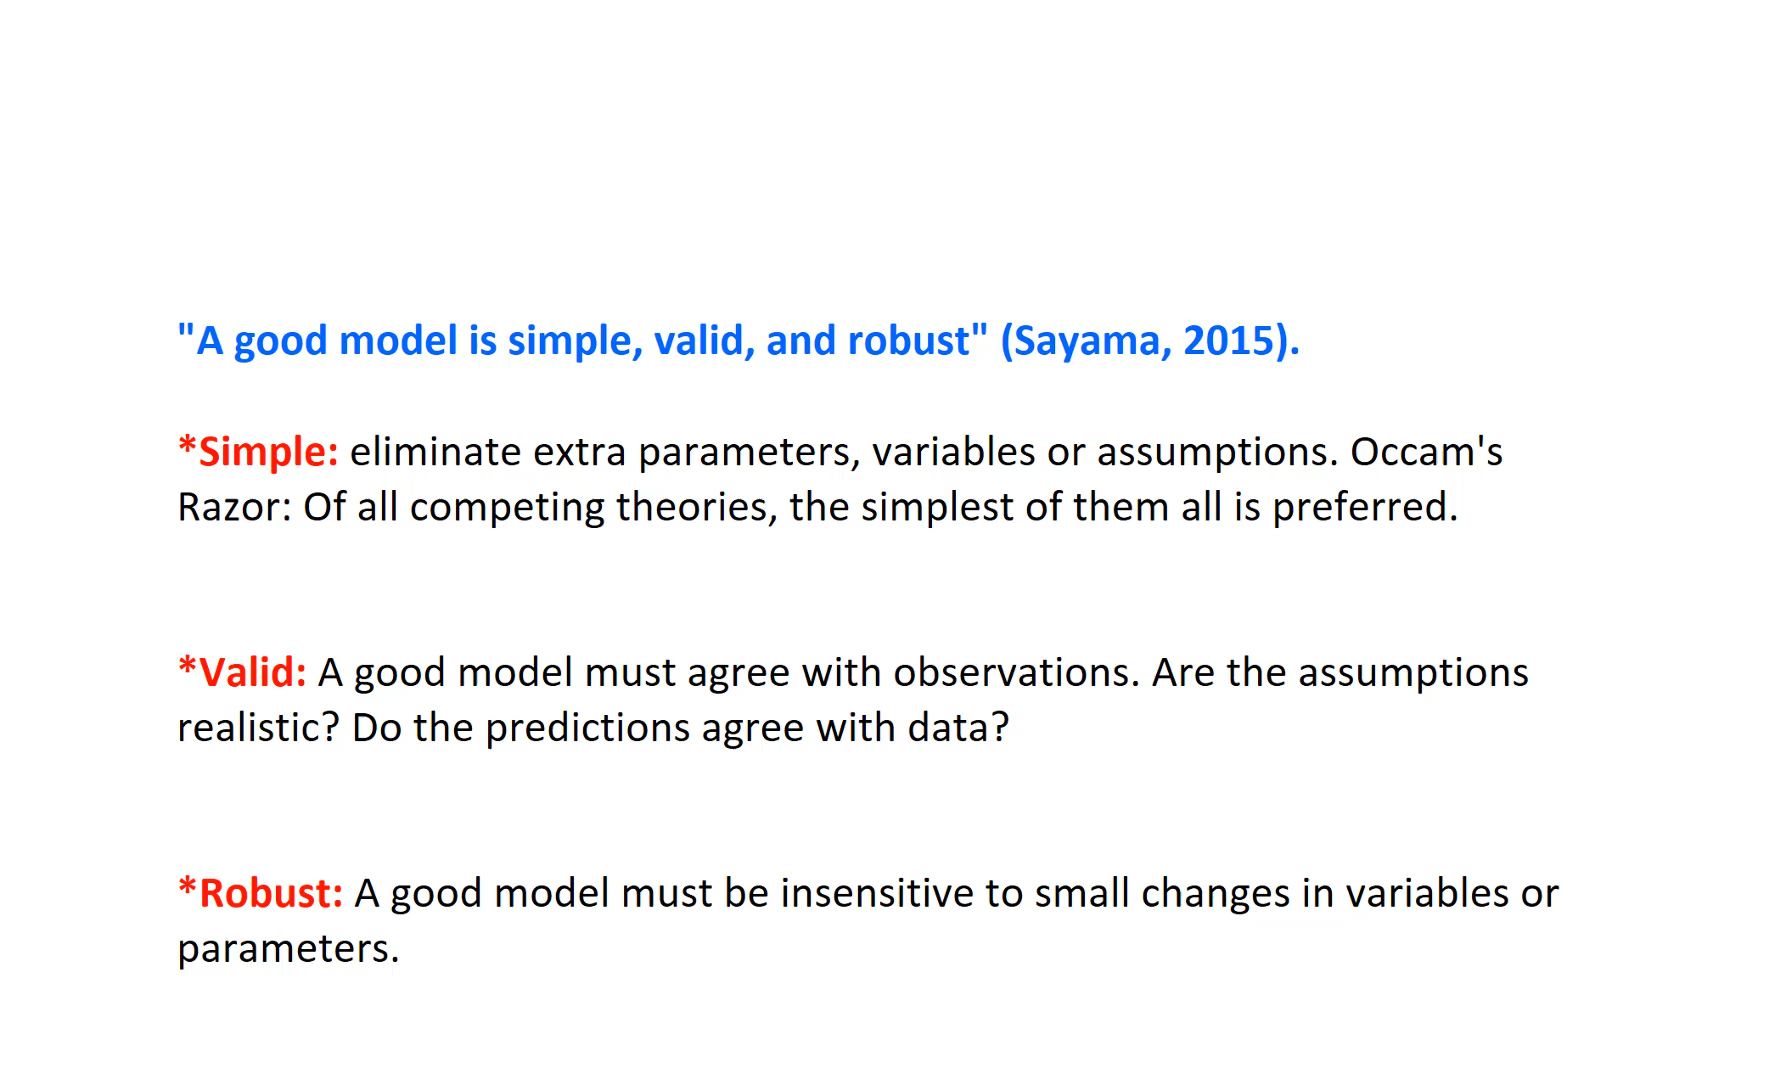 "A good model is simple, valid, and robust" (Sayama, 2015).
*Simple: eliminate extra parameters, variables or assumptions. Occam's
Razor: Of all competing theories, the simplest of them all is preferred.
*Valid: A good model must agree with observations. Are the assumptions
realistic? Do the predictions agree with data?
*Robust: A good model must be insensitive to small changes in variables or
parameters.